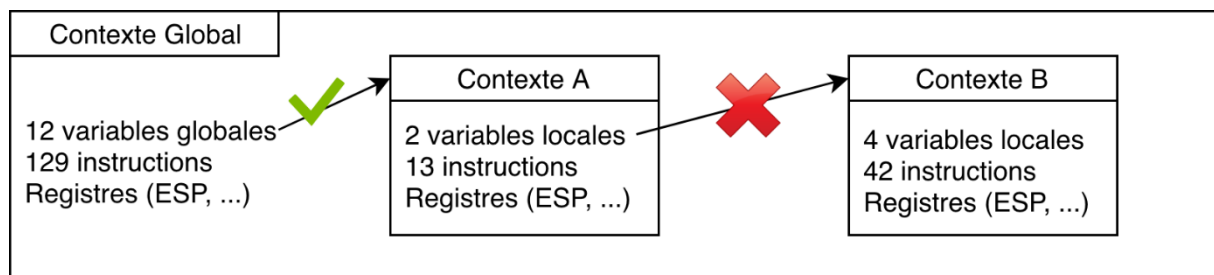 Contexte Global
12 variables globales
129 instructions
Registres (ESP, ...)
Contexte A
2 variables locales
13 instructions
Registres (ESP, ...)
Contexte B
4 variables locales
42 instructions
Registres (ESP, ...)